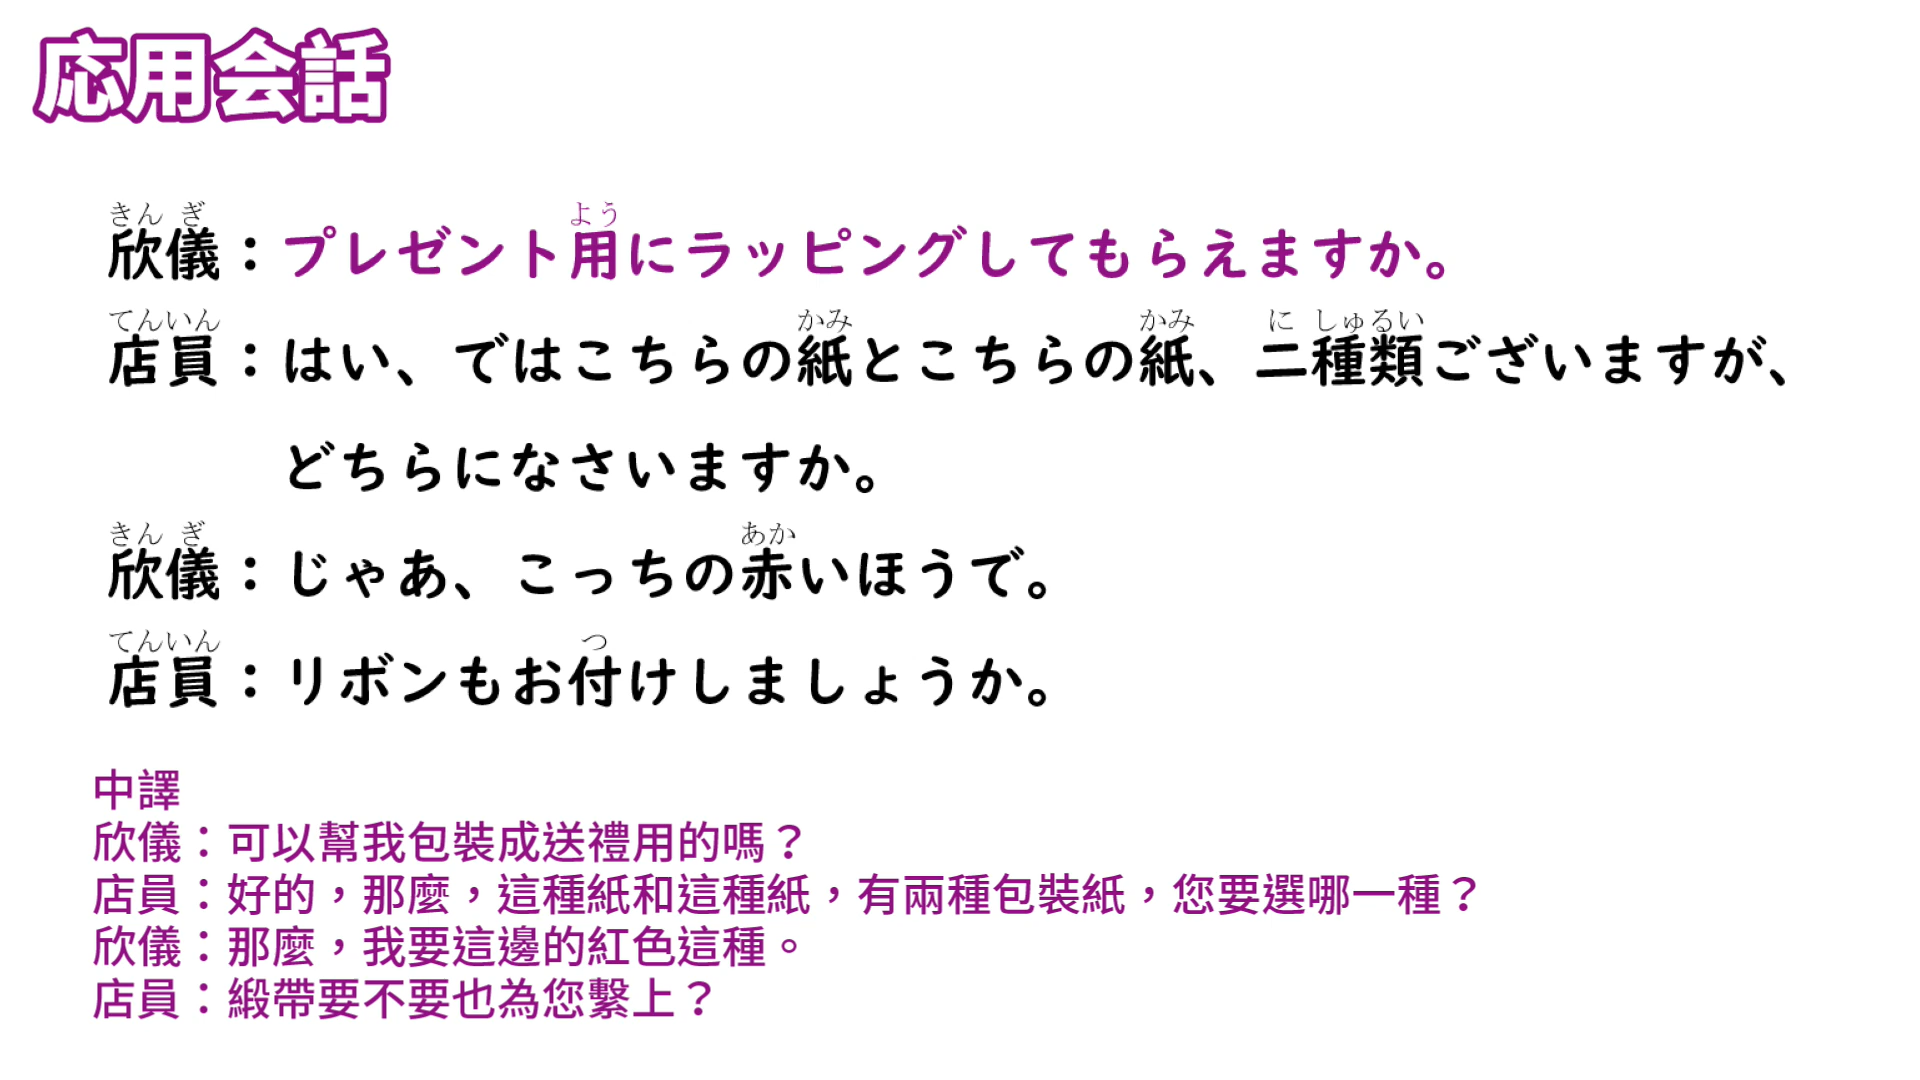 応用会話
きん ぎ よう
欣儀：プレゼント用にラッピングしてもらえますか。
てんいん かみ かみ に しゅるい
店員：はい、ではこちらの紙とこちらの紙、二種類ございますが、
どちらになさいますか。
きん ぎ あか
欣儀：じゃあ、こっちの赤いほうで。
てんいん つ
店員：リボンもお付けしましょうか。
中譯
欣儀：可以幫我包裝成送禮用的嗎？
店員：好的，那麼，這種紙和這種紙，有兩種包裝紙，您要選哪一種？
欣儀：那麼，我要這邊的紅色這種。
店員：緞帶要不要也為您繫上？